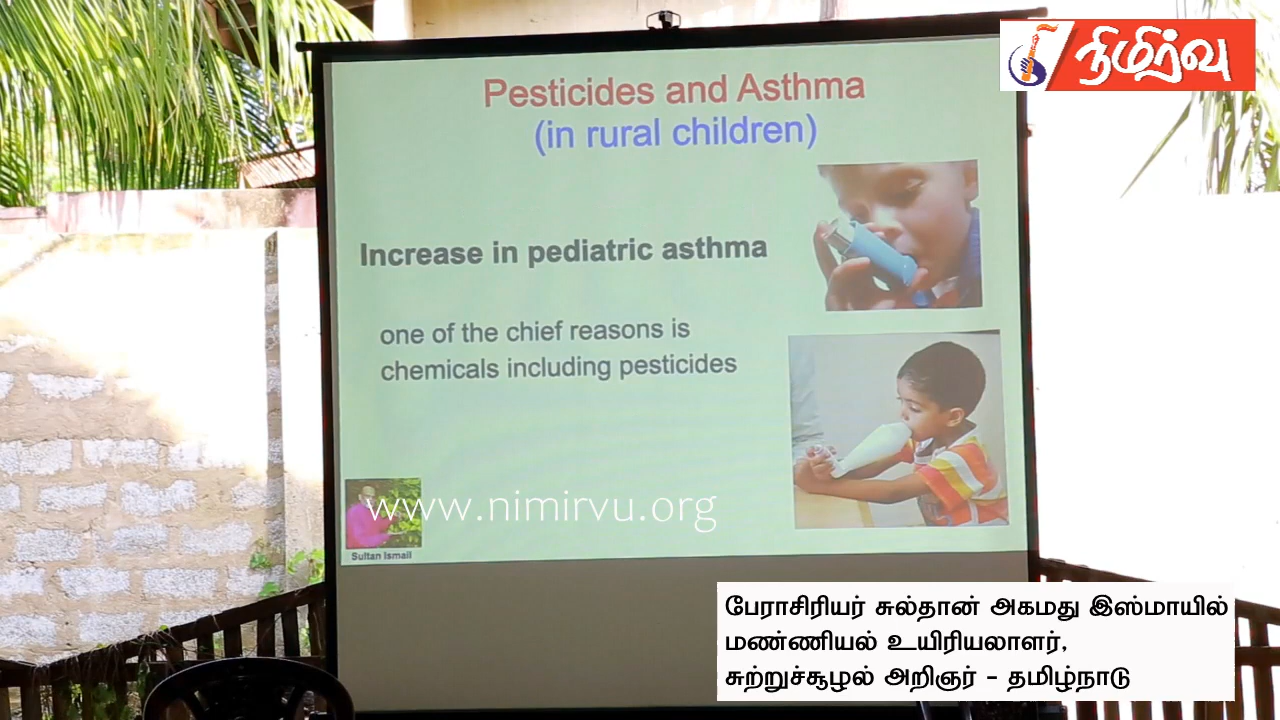 நிமிர்வு
Pesticides and Asthma
(in rural children)
Increase in pediatric asthma
one of the chief reasons is
chemicals including pesticides
www.nimirvu.org
Sultan Ismail
பேராசிரியர் சுல்தான் அகமது இஸ்மாயில்
மண்ணியல் உயிரியலாளர்,
சுற்றுச்சூழல் அறிஞர் - தமிழ்நாடு